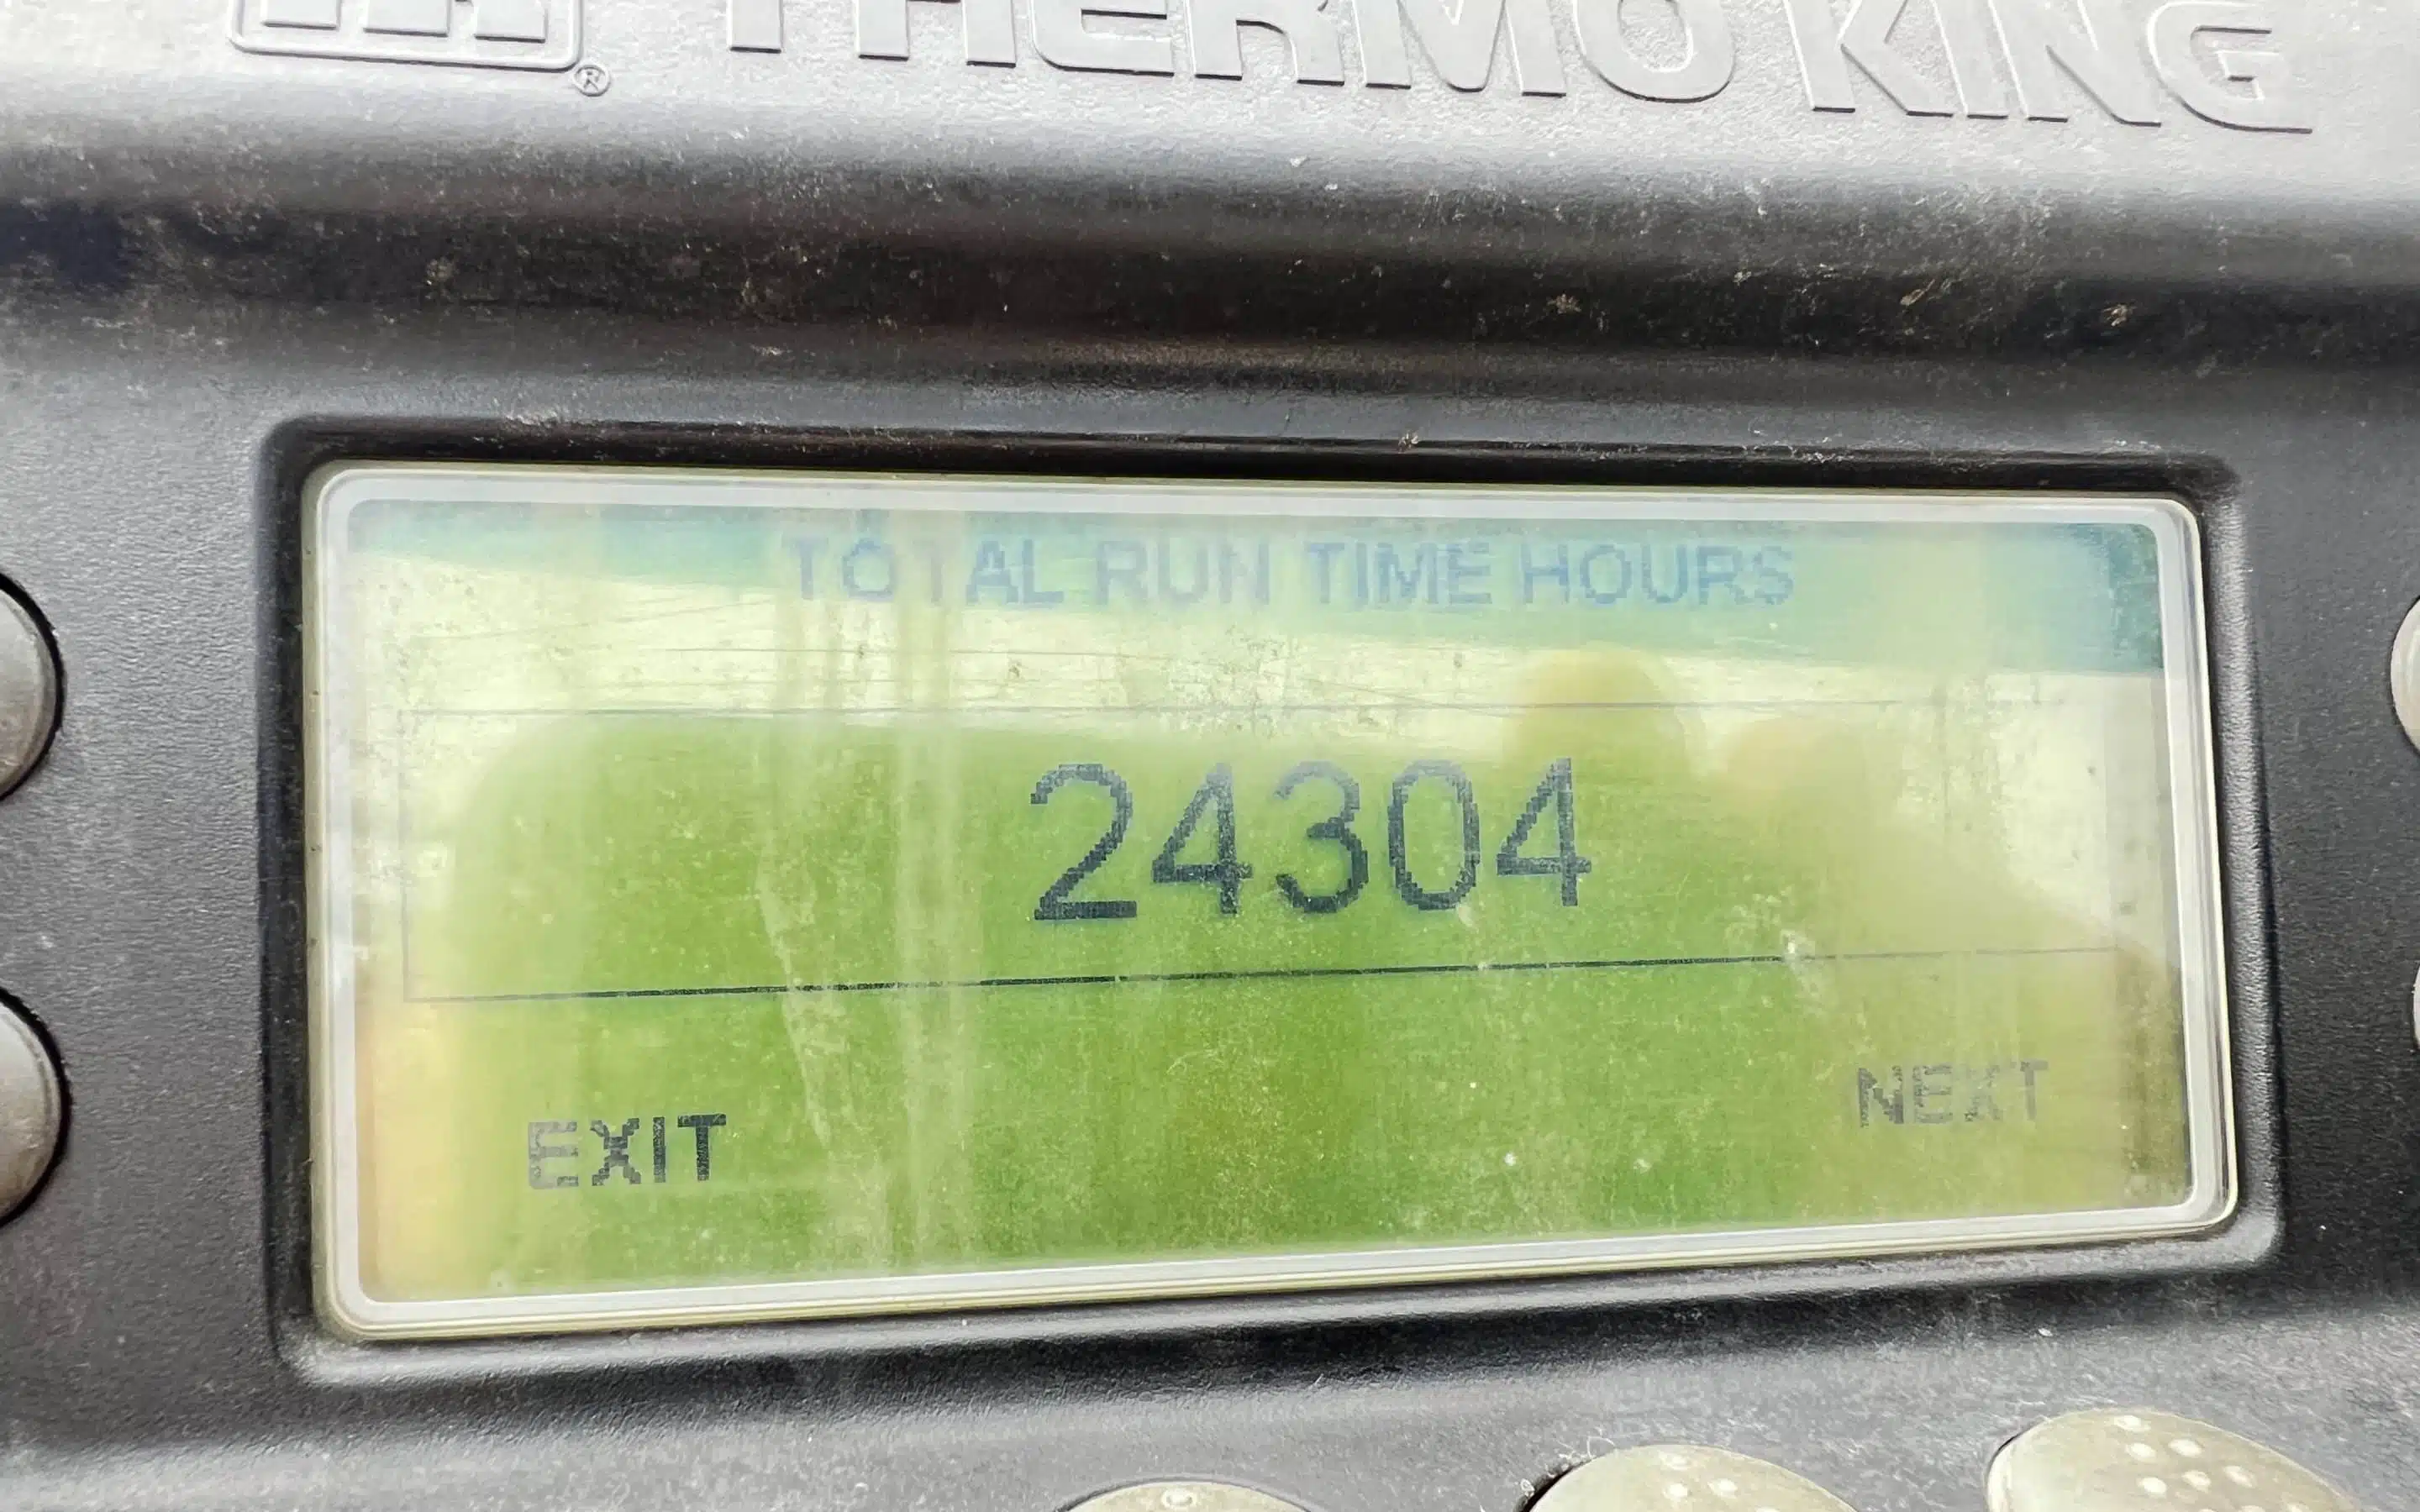 ® THERMO KING
TOTAL RUN TIME HOURS
24304
EXIT NEXT